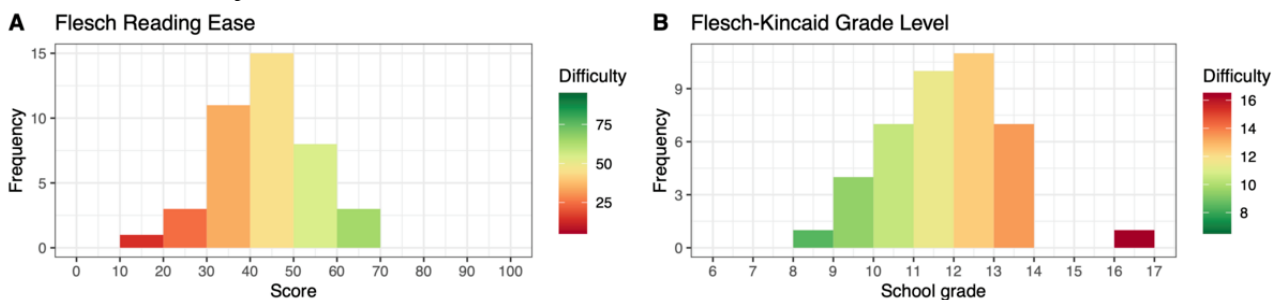 A Flesch Reading Ease
15
10
5
0
Frequency
0 10 20 30 40 50 60 70 80 90 100
Score
Difficulty
75
50
25
B Flesch-Kincaid Grade Level
9
6
3
0
Frequency
6 7 8 9 10 11 12 13 14 15 16 17
School grade
Difficulty
16
14
12
10
8